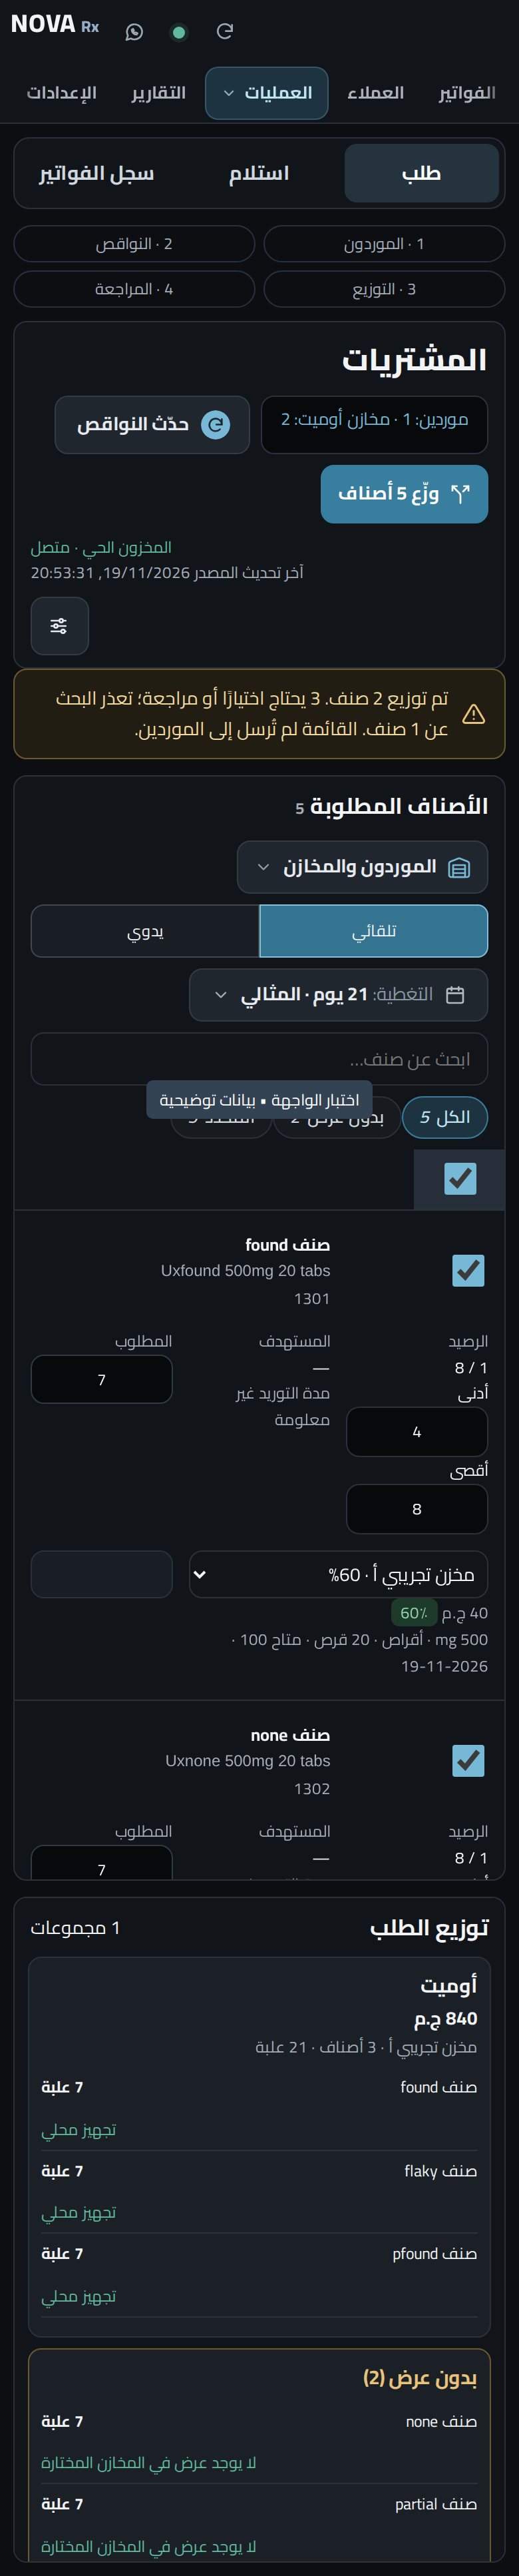 NOVA Rx
الفواتير
العملاء
العمليات
التقارير
الإعدادات
طلب
استلام
سجل الفواتير
1 · الموردون
2 · النواقص
3 · التوزيع
4 · المراجعة
المشتريات
موردين: 1 · مخازن أوميت: 2
حدّث النواقص
وزّع 5 أصناف
المخزون الحي · متصل
آخر تحديث المصدر 19/11/2026, 20:53:31
تم توزيع 2 صنف. 3 يحتاج اختيارًا أو مراجعة؛ تعذر البحث
عن 1 صنف. القائمة لم تُرسل إلى الموردين.
الأصناف المطلوبة 5
الموردون والمخازن
تلقائي
يدوي
التغطية: 21 يوم · المثالي
ابحث عن صنف...
اختبار الواجهة • بيانات توضيحية
الكل 5
صنف found
Uxfound 500mg 20 tabs
1301
الرصيد
المستهدف
المطلوب
8 / 1
—
7
أدنى
مدة التوريد غير
معلومة
4
أقصى
8
مخزن تجريبي أ · 60%
40 ج.م 60٪
500 mg · أقراص · 20 قرص · متاح 100 ·
19-11-2026
صنف none
Uxnone 500mg 20 tabs
1302
الرصيد
المستهدف
المطلوب
8 / 1
—
7
توزيع الطلب
1 مجموعات
أوميت
840 ج.م
مخزن تجريبي أ · 3 أصناف · 21 علبة
صنف found
7 علبة
تجهيز محلي
صنف flaky
7 علبة
تجهيز محلي
صنف pfound
7 علبة
تجهيز محلي
بدون عرض (2)
صنف none
7 علبة
لا يوجد عرض في المخازن المختارة
صنف partial
7 علبة
لا يوجد عرض في المخازن المختارة